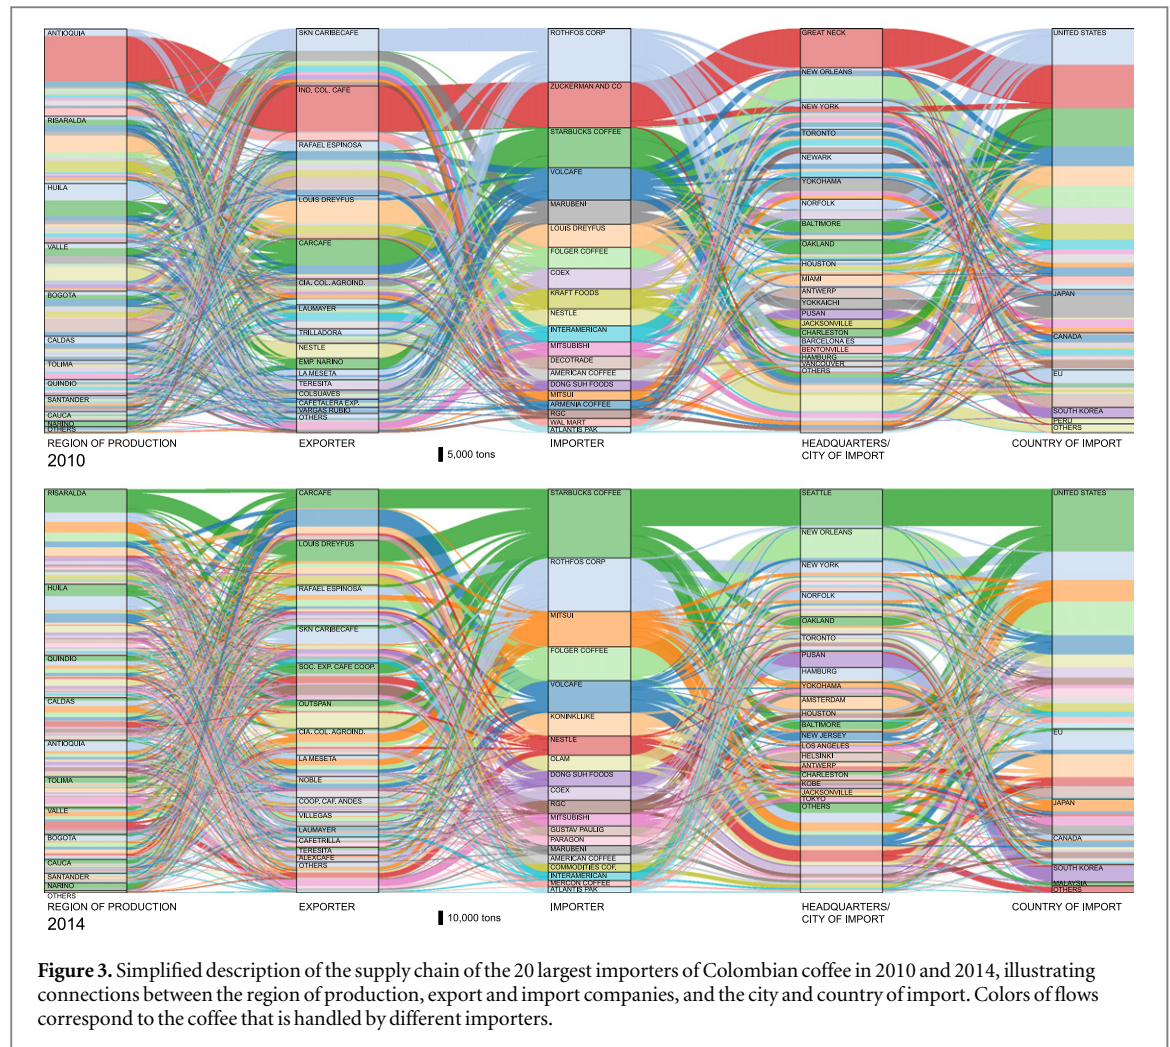 ANTIOQUIA
RISARALDA
HUILA
VALLE
BOGOTA
CALDAS
TOLIMA
QUINDIO
SANTANDER
CAUCA
NARINO
OTHERS
REGION OF PRODUCTION
2010
SKN CARIBECAFE
IND, COL, CAFE
RAFAEL ESPINOSA
LOUIS DREYFUS
CARCAFE
CIA. COL. AGROIND.
LAUMAYER
TRILLADORA
NESTLE
EMP. NARINO
LA MESETA
TERESITA
COLSUAVES
CAFETALERA EXP.
VARGAS RUBIO
OTHERS
EXPORTER
ROTHFOS CORP
ZUCKERMAN AND CO
STARBUCKS COFFEE
VOLCAFE
MARUBENI
LOUIS DREYFUS
FOLGER COFFEE
COEX
KRAFT FOODS
NESTLE
INTERAMERICAN
MITSUBISHI
DECOTRADE
AMERICAN COFFEE
DONG SUH FOODS
MITSUI
ARMENIA COFFEE
RGC
WAL MART
ATLANTIS PAK
IMPORTER
5,000 tons
GREAT NECK
NEW ORLEANS
NEW YORK
TORONTO
NEWARK
YOKOHAMA
NORFOLK
BALTIMORE
OAKLAND
HOUSTON
MIAMI
ANTWERP
YOKKAICHI
PUSAN
JACKSONVILLE
CHARLESTON
BARCELONA ES
BENTONVILLE
HAMBURG
VANCOUVER
OTHERS
HEADQUARTERS/
CITY OF IMPORT
UNITED STATES
JAPAN
CANADA
EU
SOUTH KOREA
PERU
OTHERS
COUNTRY OF IMPORT
RISARALDA
HUILA
QUINDIO
CALDAS
ANTIOQUIA
TOLIMA
VALLE
BOGOTA
CAUCA
SANTANDER
NARINO
OTHERS
REGION OF PRODUCTION
2014
CARCAFE
LOUIS DREYFUS
RAFAEL ESPINOSA
SKN CARIBECAFE
SOC. EXP. CAFE COOP.
OUTSPAN
CIA. COL. AGROIND.
LA MESETA
NOBLE
COOP. CAF. ANDES
VILLEGAS
LAUMAYER
CAFETRILLA
TERESITA
ALEXCAFE
OTHERS
EXPORTER
STARBUCKS COFFEE
ROTHFOS CORP
MITSUI
FOLGER COFFEE
VOLCAFE
KONINKLIJKE
NESTLE
OLAM
DONG SUH FOODS
COEX
RGC
MITSUBISHI
GUSTAV PAULIG
PARAGON
MARUBENI
AMERICAN COFFEE
COMMODITIES COF.
INTERAMERICAN
MERCON COFFEE
ATLANTIS PAK
IMPORTER
10,000 tons
SEATTLE
NEW ORLEANS
NEW YORK
NORFOLK
OAKLAND
TORONTO
PUSAN
HAMBURG
YOKOHAMA
AMSTERDAM
HOUSTON
BALTIMORE
NEW JERSEY
LOS ANGELES
HELSINKI
ANTWERP
CHARLESTON
KOBE
JACKSONVILLE
TOKYO
OTHERS
HEADQUARTERS/
CITY OF IMPORT
UNITED STATES
EU
JAPAN
CANADA
SOUTH KOREA
MALAYSIA
OTHERS
COUNTRY OF IMPORT
Figure 3. Simplified description of the supply chain of the 20 largest importers of Colombian coffee in 2010 and 2014, illustrating
connections between the region of production, export and import companies, and the city and country of import. Colors of flows
correspond to the coffee that is handled by different importers.